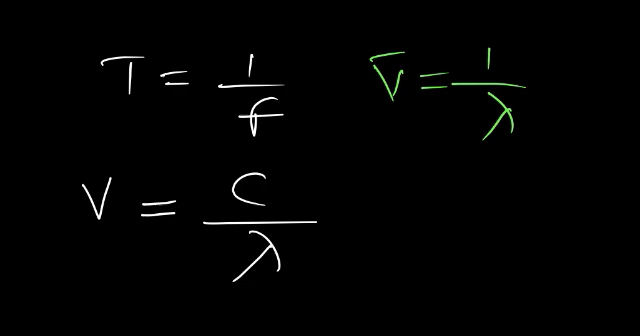 T = 1/f
V̅ = 1/λ
V = C/λ